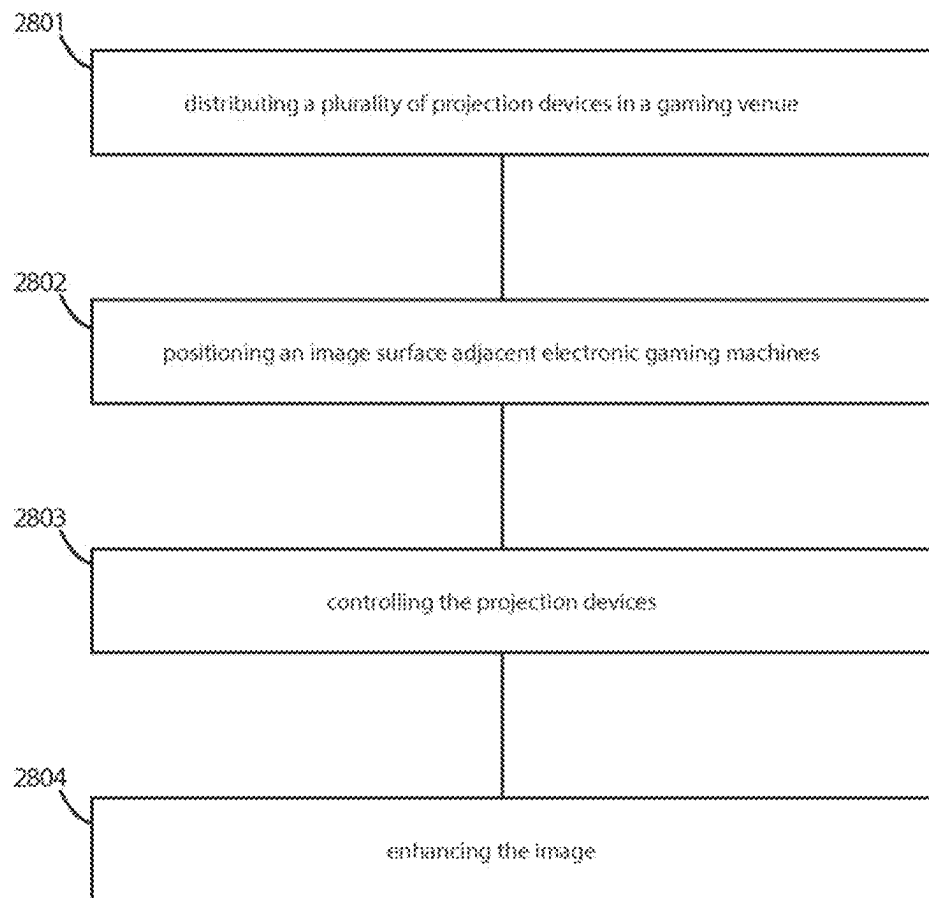 2801
distributing a plurality of projection devices in a gaming venue
2802
positioning an image surface adjacent electronic gaming machines
2803
controlling the projection devices
2804
enhancing the image